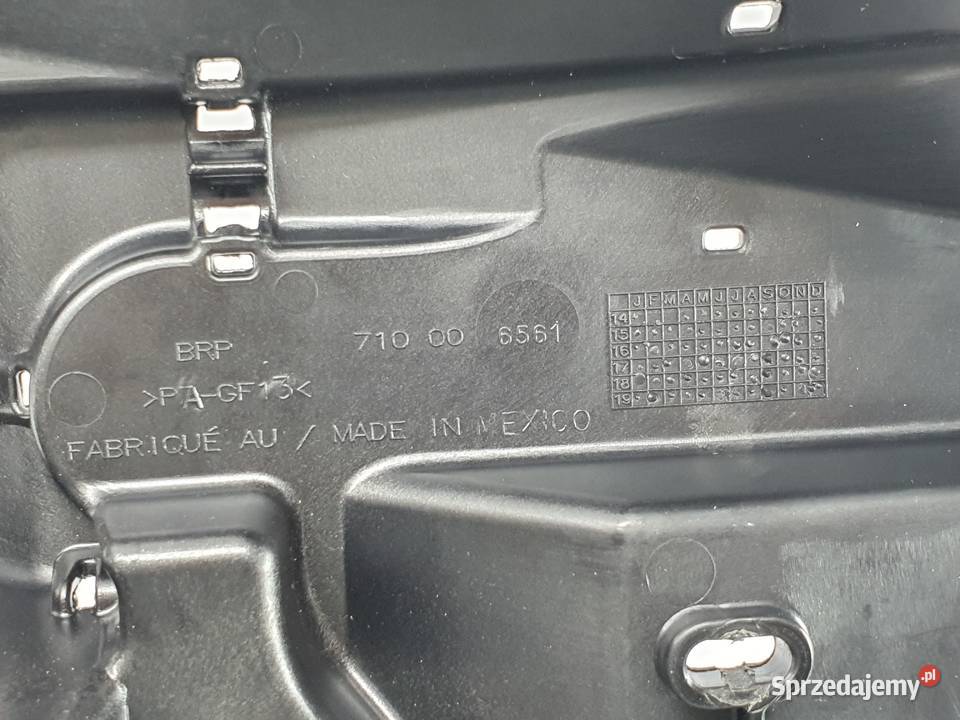 BRP
710 00 6561
>PA-GF13<
FABRIQUÉ AU / MADE IN MEXICO
J F M A M J J A S O N D
14
15
16
17
18
19
Sprzedajemy.pl